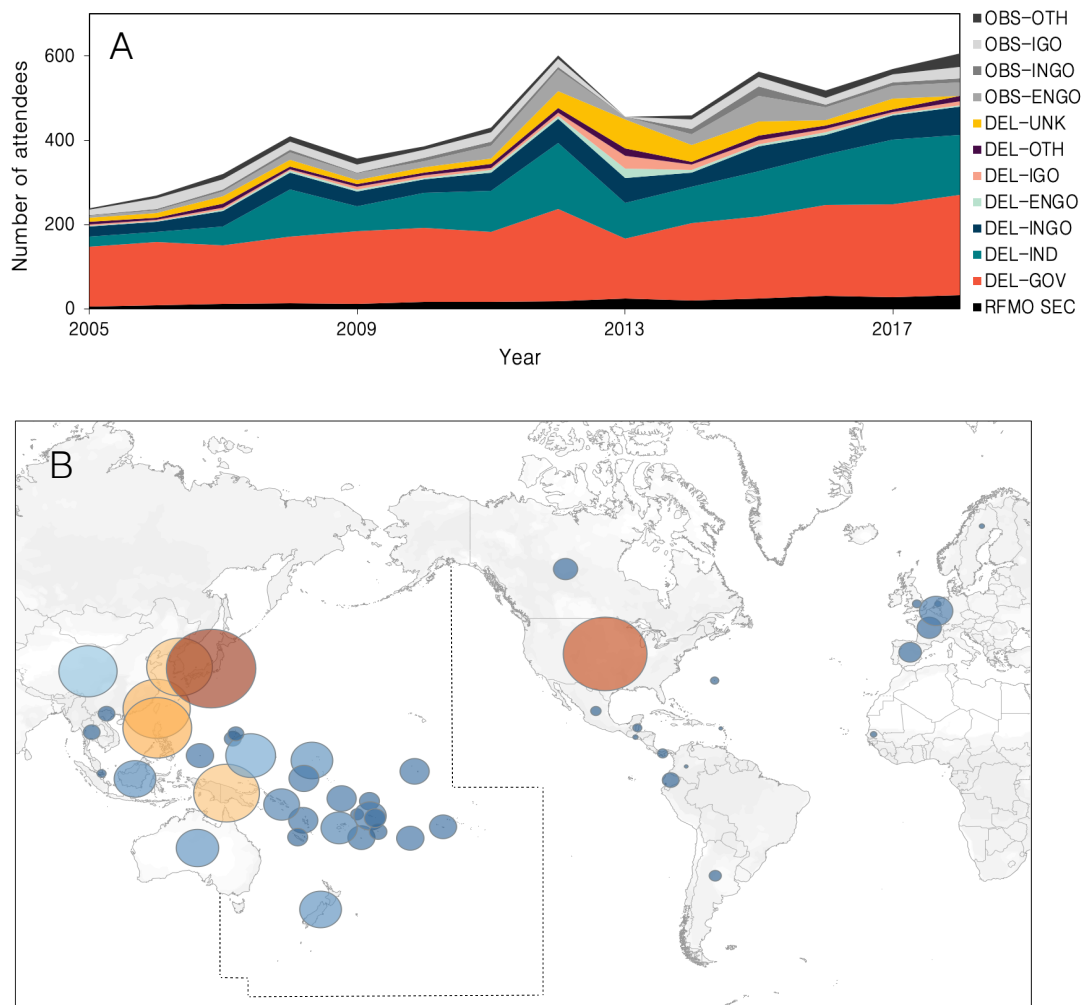 A
Number of attendees
600
400
200
0
2005
2009
2013
2017
Year
OBS-OTH
OBS-IGO
OBS-INGO
OBS-ENGO
DEL-UNK
DEL-OTH
DEL-IGO
DEL-ENGO
DEL-INGO
DEL-IND
DEL-GOV
RFMO SEC
B